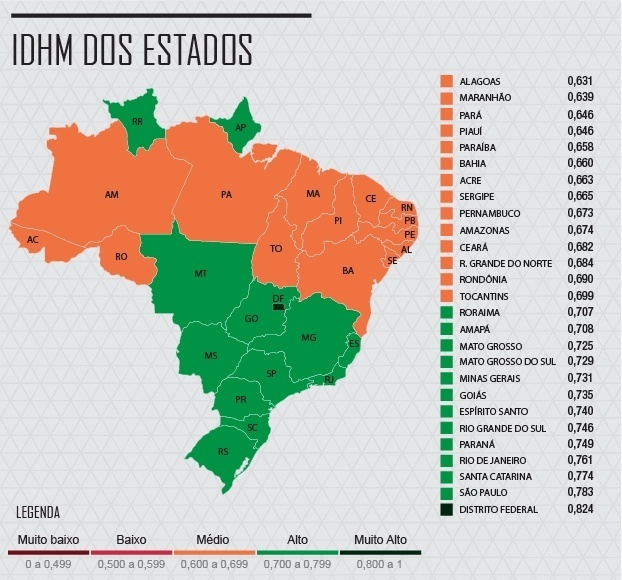 IDHM DOS ESTADOS
RR
AP
AM
PA
MA
CE
RN
PB
PE
AL
SE
PI
AC
RO
TO
BA
MT
DF
GO
MG
ES
MS
SP
RJ
PR
SC
RS
ALAGOAS 0,631
MARANHÃO 0,639
PARÁ 0,646
PIAUÍ 0,646
PARAÍBA 0,658
BAHIA 0,660
ACRE 0,663
SERGIPE 0,665
PERNAMBUCO 0,673
AMAZONAS 0,674
CEARÁ 0,682
R. GRANDE DO NORTE 0,684
RONDÔNIA 0,690
TOCANTINS 0,699
RORAIMA 0,707
AMAPÁ 0,708
MATO GROSSO 0,725
MATO GROSSO DO SUL 0,729
MINAS GERAIS 0,731
GOIÁS 0,735
ESPÍRITO SANTO 0,740
RIO GRANDE DO SUL 0,746
PARANÁ 0,749
RIO DE JANEIRO 0,761
SANTA CATARINA 0,774
SÃO PAULO 0,783
DISTRITO FEDERAL 0,824
LEGENDA
Muito baixo Baixo Médio Alto Muito Alto
0 a 0,499 0,500 a 0,599 0,600 a 0,699 0,700 a 0,799 0,800 a 1